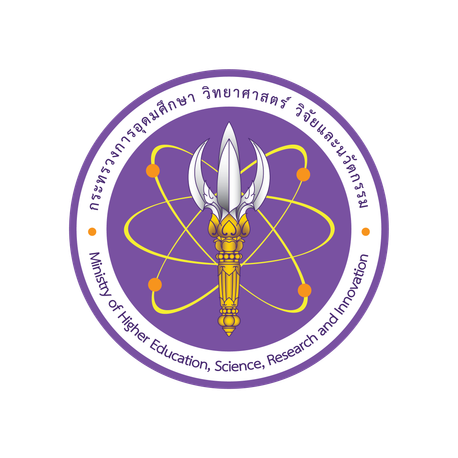 กระทรวงการอุดมศึกษา วิทยาศาสตร์ วิจัยและนวัตกรรม
Ministry of Higher Education, Science, Research and Innovation